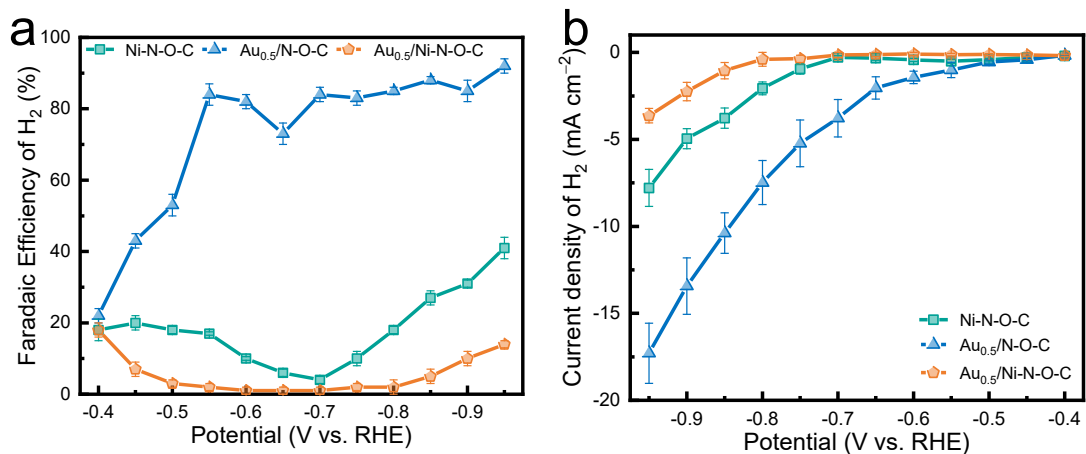 a
Ni-N-O-C Au0.5/N-O-C Au0.5/Ni-N-O-C
Faradaic Efficiency of H2 (%)
100
80
60
40
20
0
-0.4 -0.5 -0.6 -0.7 -0.8 -0.9
Potential (V vs. RHE)
b
Current density of H2 (mA cm−2)
0
-5
-10
-15
-20
Ni-N-O-C
Au0.5/N-O-C
Au0.5/Ni-N-O-C
-0.9 -0.8 -0.7 -0.6 -0.5 -0.4
Potential (V vs. RHE)